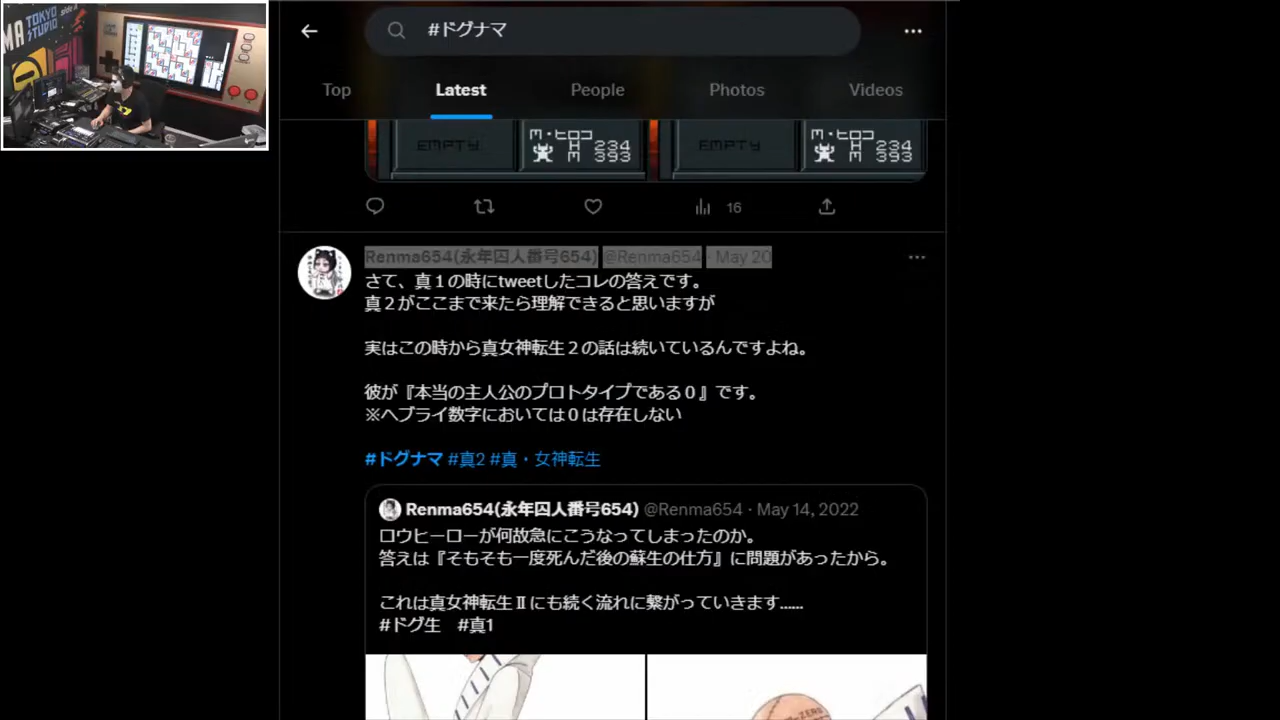 TOKYO
STUDIO
#ドグナマ
Top
Latest
People
Photos
Videos
EMPTY
M・ヒロコ
H 234
M 393
EMPTY
M・ヒロコ
H 234
M 393
16
Renma654(永年囚人番号654) @Renma654 · May 20
さて、真１の時にtweetしたコレの答えです。
真２がここまで来たら理解できると思いますが
実はこの時から真女神転生２の話は続いているんですよね。
彼が『本当の主人公のプロトタイプである０』です。
※ヘブライ数字においては０は存在しない
#ドグナマ #真2 #真・女神転生
Renma654(永年囚人番号654) @Renma654 · May 14, 2022
ロウヒーローが何故急にこうなってしまったのか。
答えは『そもそも一度死んだ後の蘇生の仕方』に問題があったから。
これは真女神転生Ⅱにも続く流れに繋がっていきます……
#ドグ生　#真1